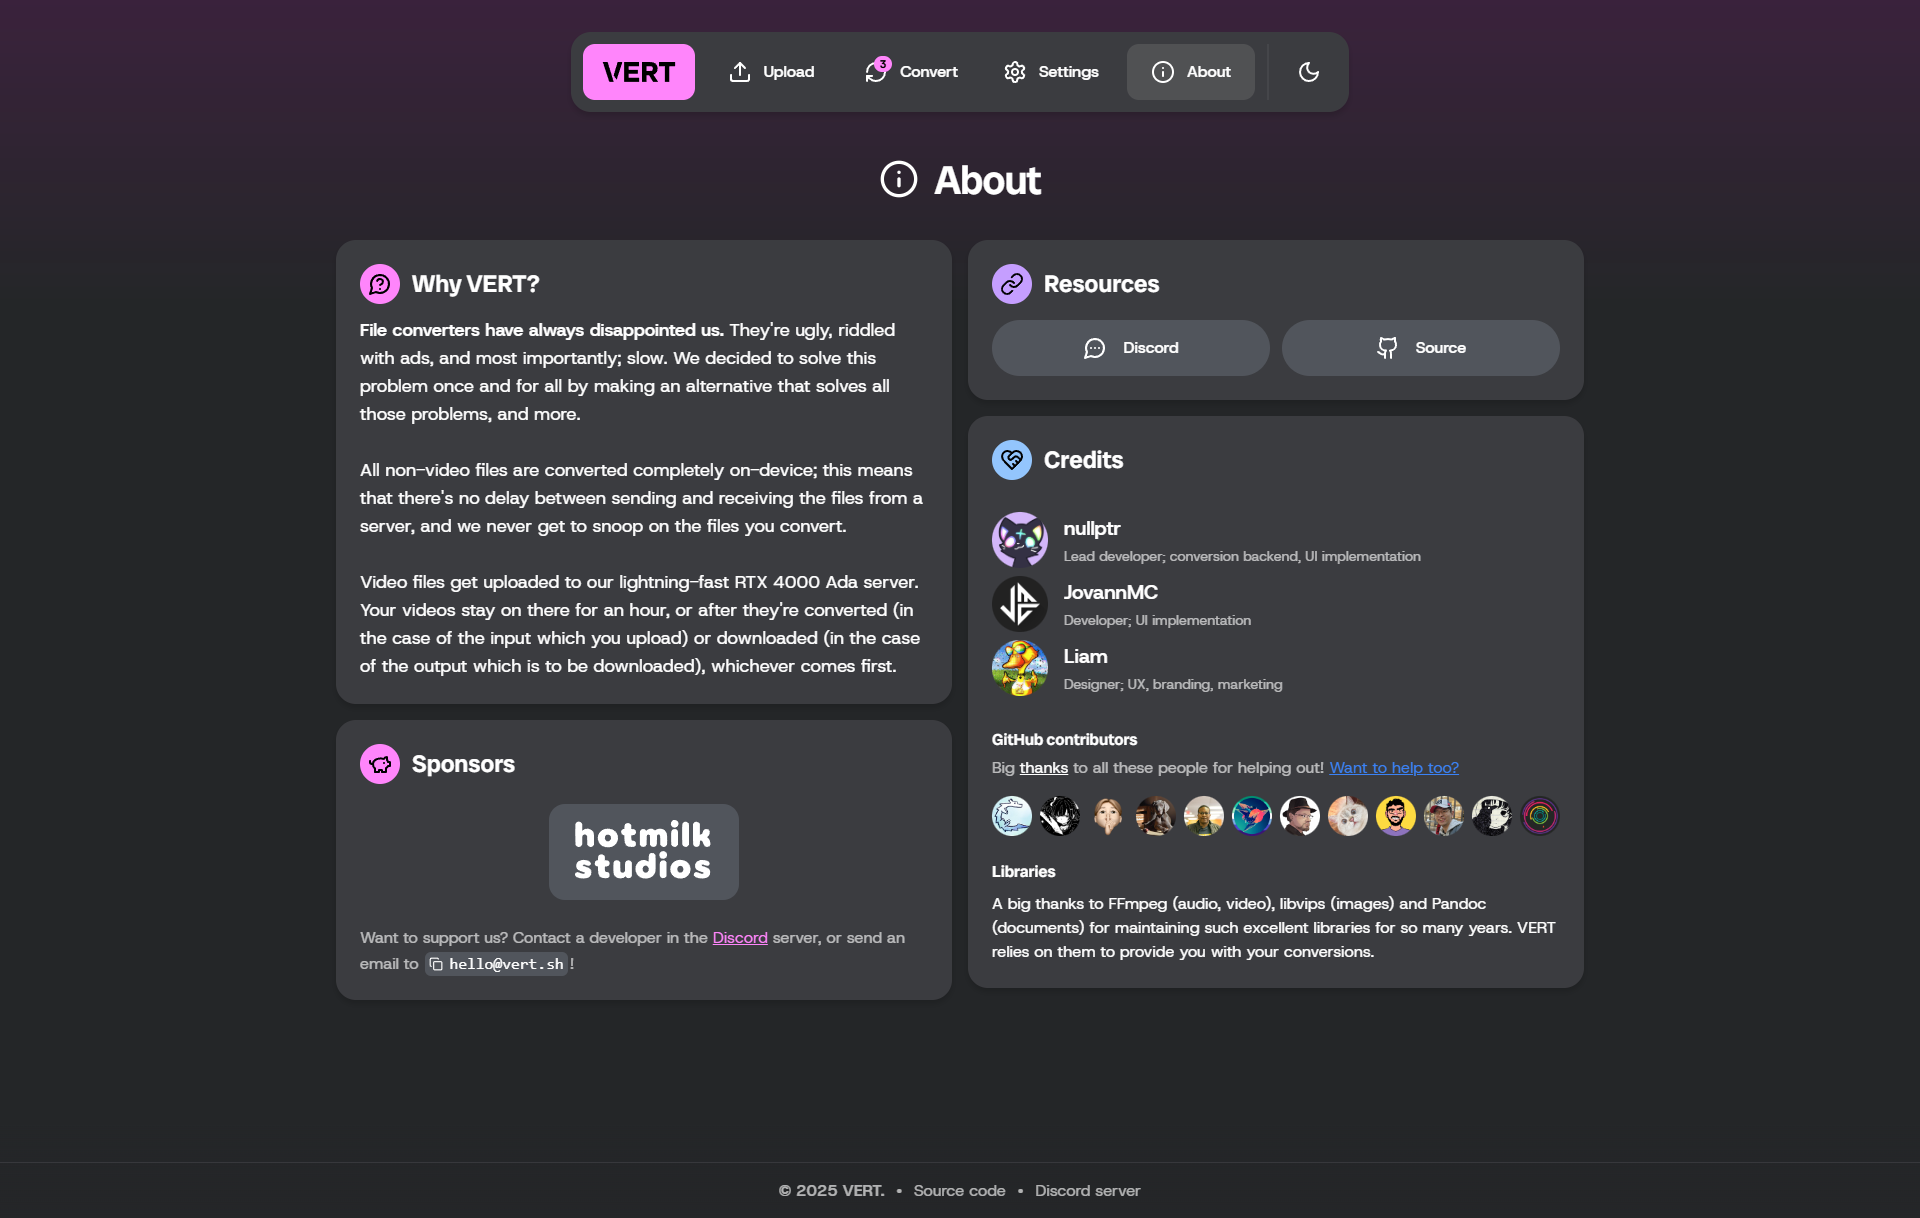 VERT
Upload
3
Convert
Settings
About
About
Why VERT?
File converters have always disappointed us. They're ugly, riddled
with ads, and most importantly; slow. We decided to solve this
problem once and for all by making an alternative that solves all
those problems, and more.
All non-video files are converted completely on-device; this means
that there's no delay between sending and receiving the files from a
server, and we never get to snoop on the files you convert.
Video files get uploaded to our lightning-fast RTX 4000 Ada server.
Your videos stay on there for an hour, or after they're converted (in
the case of the input which you upload) or downloaded (in the case
of the output which is to be downloaded), whichever comes first.
Sponsors
hotmilk
studios
Want to support us? Contact a developer in the Discord server, or send an
email to hello@vert.sh!
Resources
Discord
Source
Credits
nullptr
Lead developer; conversion backend, UI implementation
JovannMC
Developer; UI implementation
Liam
Designer; UX, branding, marketing
GitHub contributors
Big thanks to all these people for helping out! Want to help too?
Libraries
A big thanks to FFmpeg (audio, video), libvips (images) and Pandoc
(documents) for maintaining such excellent libraries for so many years. VERT
relies on them to provide you with your conversions.
© 2025 VERT. • Source code • Discord server